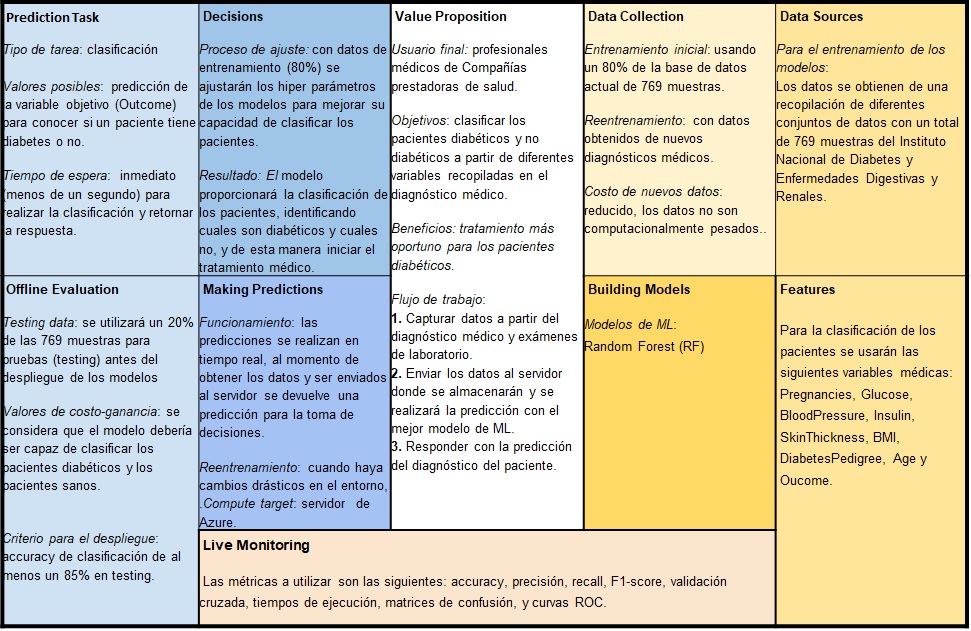 Prediction Task
Tipo de tarea: clasificación
Valores posibles: predicción de
a variable objetivo (Outcome)
para conocer si un paciente tiene
diabetes o no.
Tiempo de espera: inmediato
(menos de un segundo) para
realizar la clasificación y retornar
a respuesta.
Decisions
Proceso de ajuste: con datos de
entrenamiento (80%) se
ajustarán los hiper parámetros
de los modelos para mejorar su
capacidad de clasificar los
pacientes.
Resultado: El modelo
proporcionará la clasificación de
los pacientes, identificando
cuales son diabéticos y cuales
no, y de esta manera iniciar el
tratamiento médico.
Value Proposition
Usuario final: profesionales
médicos de Compañías
prestadoras de salud.
Objetivos: clasificar los
pacientes diabéticos y no
diabéticos a partir de diferentes
variables recopiladas en el
diagnóstico médico.
Beneficios: tratamiento más
oportuno para los pacientes
diabéticos.
Flujo de trabajo:
1. Capturar datos a partir del
diagnóstico médico y exámenes
de laboratorio.
2. Enviar los datos al servidor
donde se almacenarán y se
realizará la predicción con el
mejor modelo de ML.
3. Responder con la predicción
del diagnóstico del paciente.
Data Collection
Entrenamiento inicial: usando
un 80% de la base de datos
actual de 769 muestras.
Reentrenamiento: con datos
obtenidos de nuevos
diagnósticos médicos.
Costo de nuevos datos:
reducido, los datos no son
computacionalmente pesados..
Data Sources
Para el entrenamiento de los
modelos:
Los datos se obtienen de una
recopilación de diferentes
conjuntos de datos con un total
de 769 muestras del Instituto
Nacional de Diabetes y
Enfermedades Digestivas y
Renales.
Offline Evaluation
Testing data: se utilizará un 20%
de las 769 muestras para
pruebas (testing) antes del
despliegue de los modelos
Valores de costo-ganancia: se
considera que el modelo debería
ser capaz de clasificar los
pacientes diabéticos y los
pacientes sanos.
Criterio para el despliegue:
accuracy de clasificación de al
menos un 85% en testing.
Making Predictions
Funcionamiento: las
predicciones se realizan en
tiempo real, al momento de
obtener los datos y ser enviados
al servidor se devuelve una
predicción para la toma de
decisiones.
Reentrenamiento: cuando haya
cambios drásticos en el entorno,
.Compute target: servidor de
Azure.
Building Models
Modelos de ML:
Random Forest (RF)
Features
Para la clasificación de los
pacientes se usarán las
siguientes variables médicas:
Pregnancies, Glucose,
BloodPressure, Insulin,
SkinThickness, BMI,
DiabetesPedigree, Age y
Oucome.
Live Monitoring
Las métricas a utilizar son las siguientes: accuracy, precisión, recall, F1-score, validación
cruzada, tiempos de ejecución, matrices de confusión, y curvas ROC.